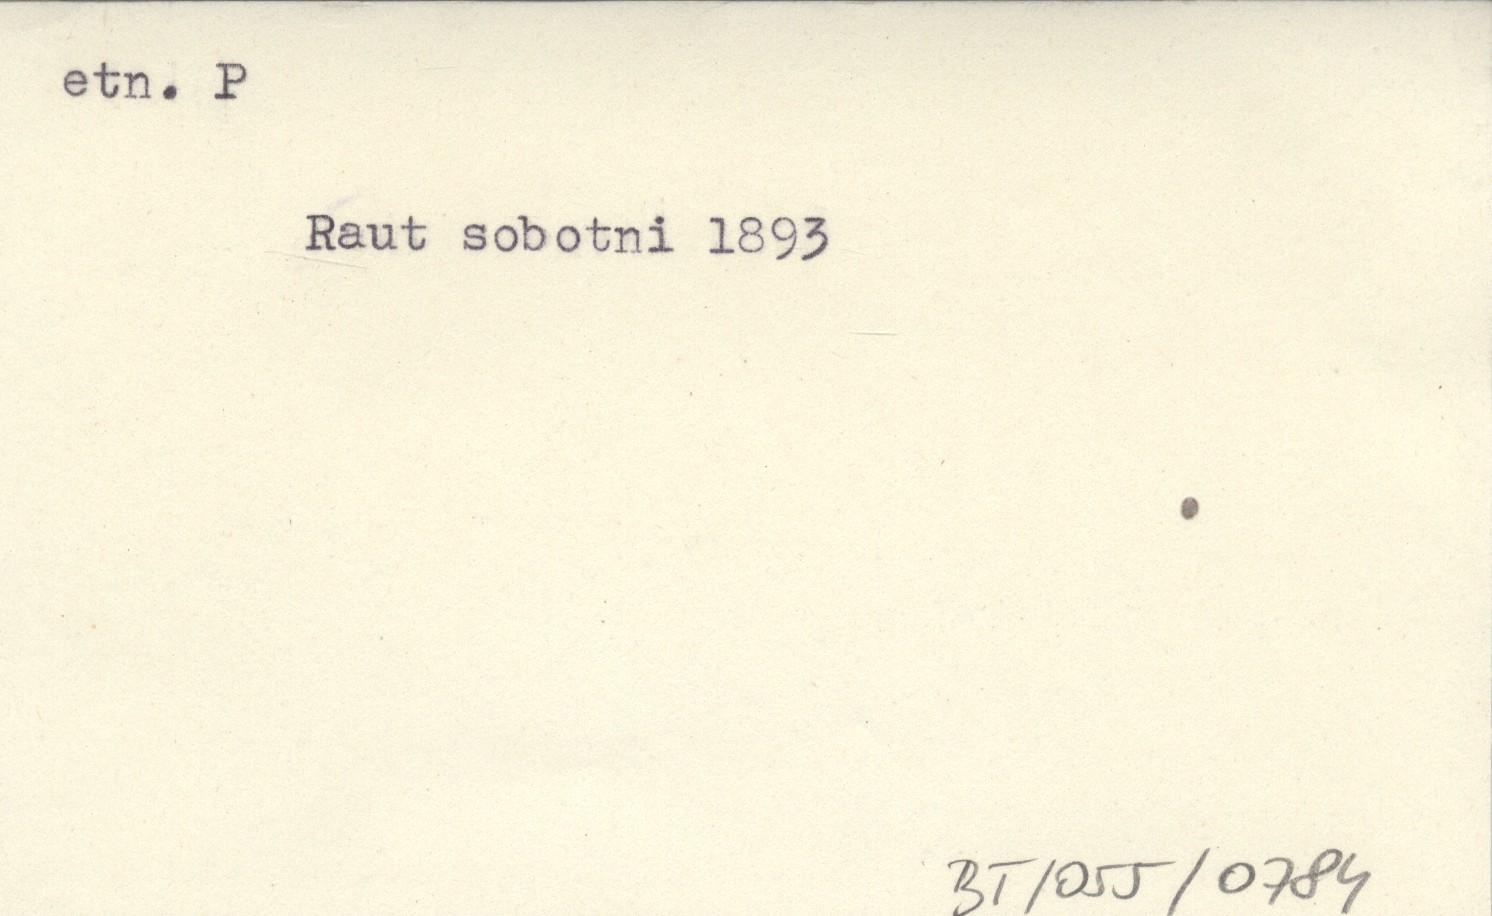 etn. P
Raut sobotni 1893
BT/055/0784